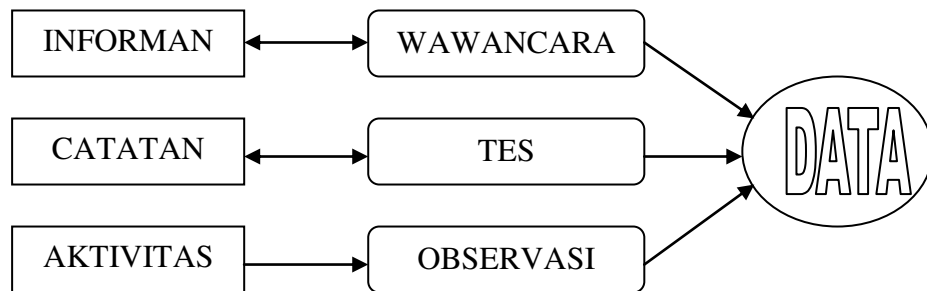 INFORMAN
WAWANCARA
CATATAN
TES
DATA
AKTIVITAS
OBSERVASI